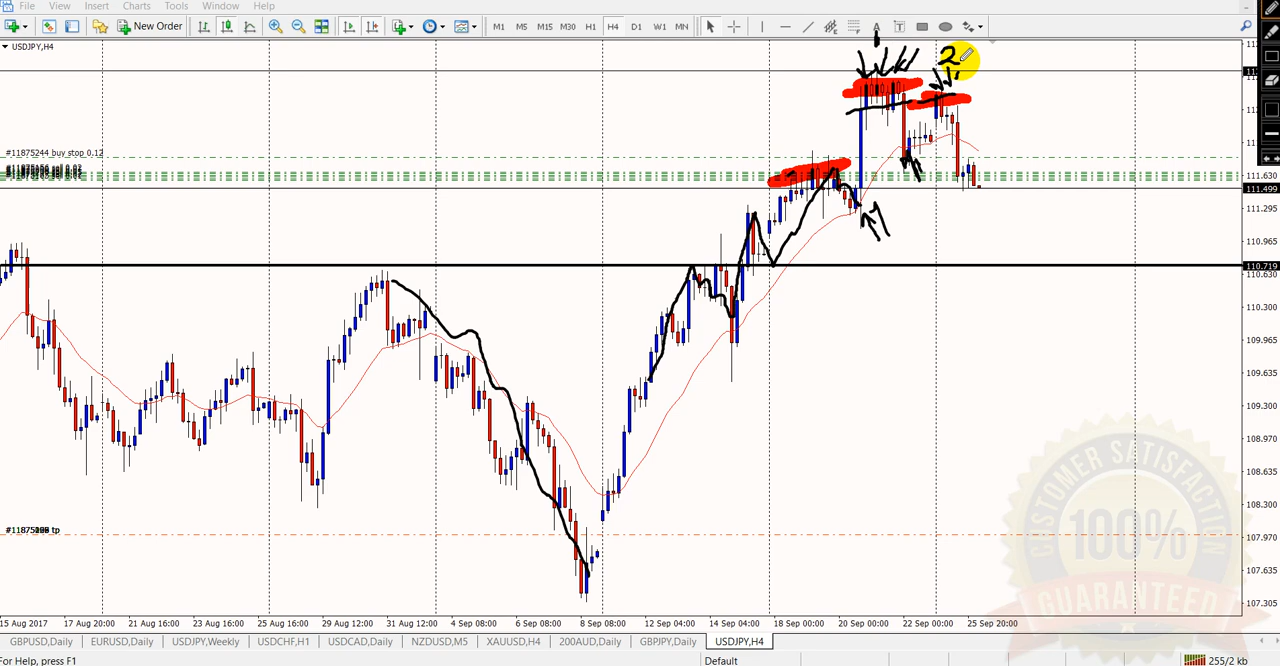 File View Insert Charts Tools Window Help
New Order M1 M5 M15 M30 H1 H4 D1 W1 MN A T
USDJPY,H4
2
#11875244 buy stop 0.12
111.630
111.499
111.295
110.965
110.719
110.630
110.300
109.965
109.635
109.300
108.970
108.635
108.300
107.970
107.635
107.305
CUSTOMER SATISFACTION
100%
GUARANTEED
15 Aug 2017 17 Aug 20:00 21 Aug 16:00 23 Aug 16:00 25 Aug 20:00 29 Aug 12:00 31 Aug 12:00 4 Sep 08:00 6 Sep 08:00 8 Sep 08:00 12 Sep 04:00 14 Sep 04:00 18 Sep 00:00 20 Sep 00:00 22 Sep 00:00 25 Sep 20:00
GBPUSD,Daily EURUSD,Daily USDJPY,Weekly USDCHF,H1 USDCAD,Daily NZDUSD,M5 XAUUSD,H4 200AUD,Daily GBPJPY,Daily USDJPY,H4
For Help, press F1 Default 255/2 kb